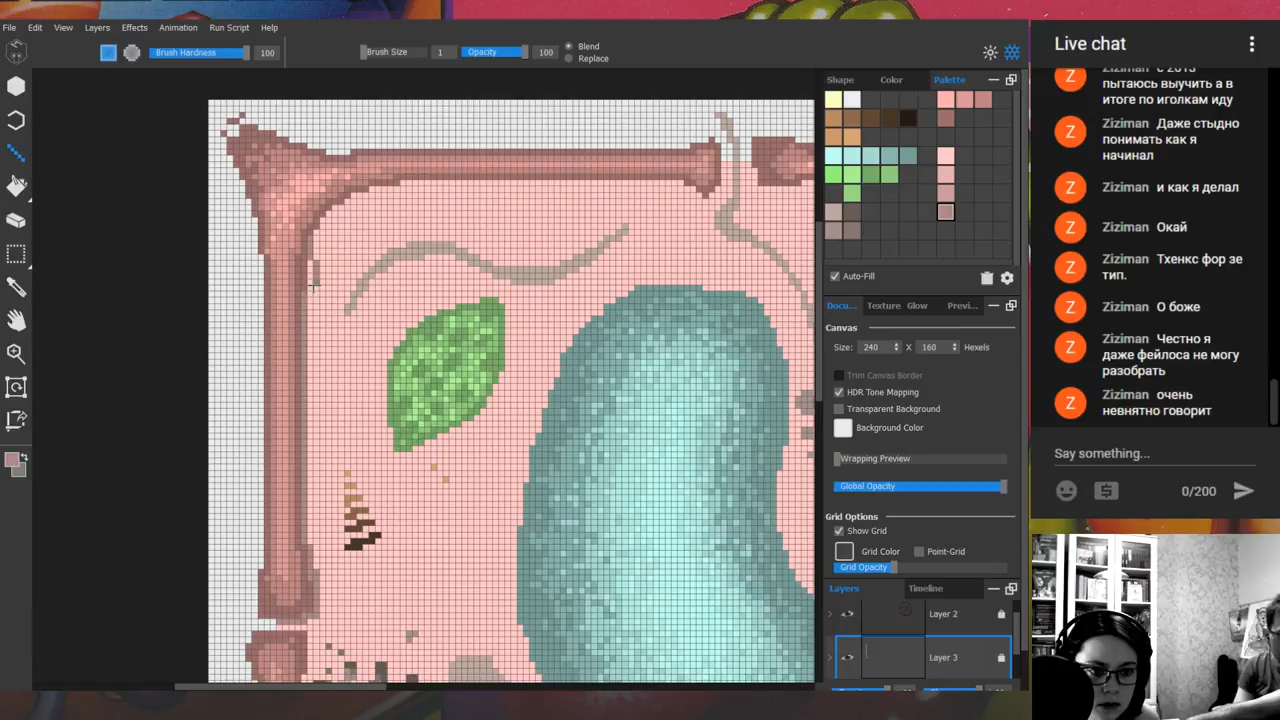 File Edit View Layers Effects Animation Run Script Help
Brush Hardness 100
Brush Size 1 Opacity 100
Blend
Replace
Shape Color Palette
Auto-Fill
Docu... Texture Glow Previ...
Canvas
Size: 240 X 160 Hexels
Trim Canvas Border
HDR Tone Mapping
Transparent Background
Background Color
Wrapping Preview
Global Opacity
Grid Options
Show Grid
Grid Color Point-Grid
Grid Opacity
Layers Timeline
Layer 2
Layer 3
Live chat
пытаюсь выучить а в
итоге по иголкам иду
Ziziman Даже стыдно
понимать как я
начинал
Ziziman и как я делал
Ziziman Окай
Ziziman Тхенкс фор зе
тип.
Ziziman О боже
Ziziman Честно я
даже фейлоса не могу
разобрать
Ziziman очень
невнятно говорит
Say something...
0/200